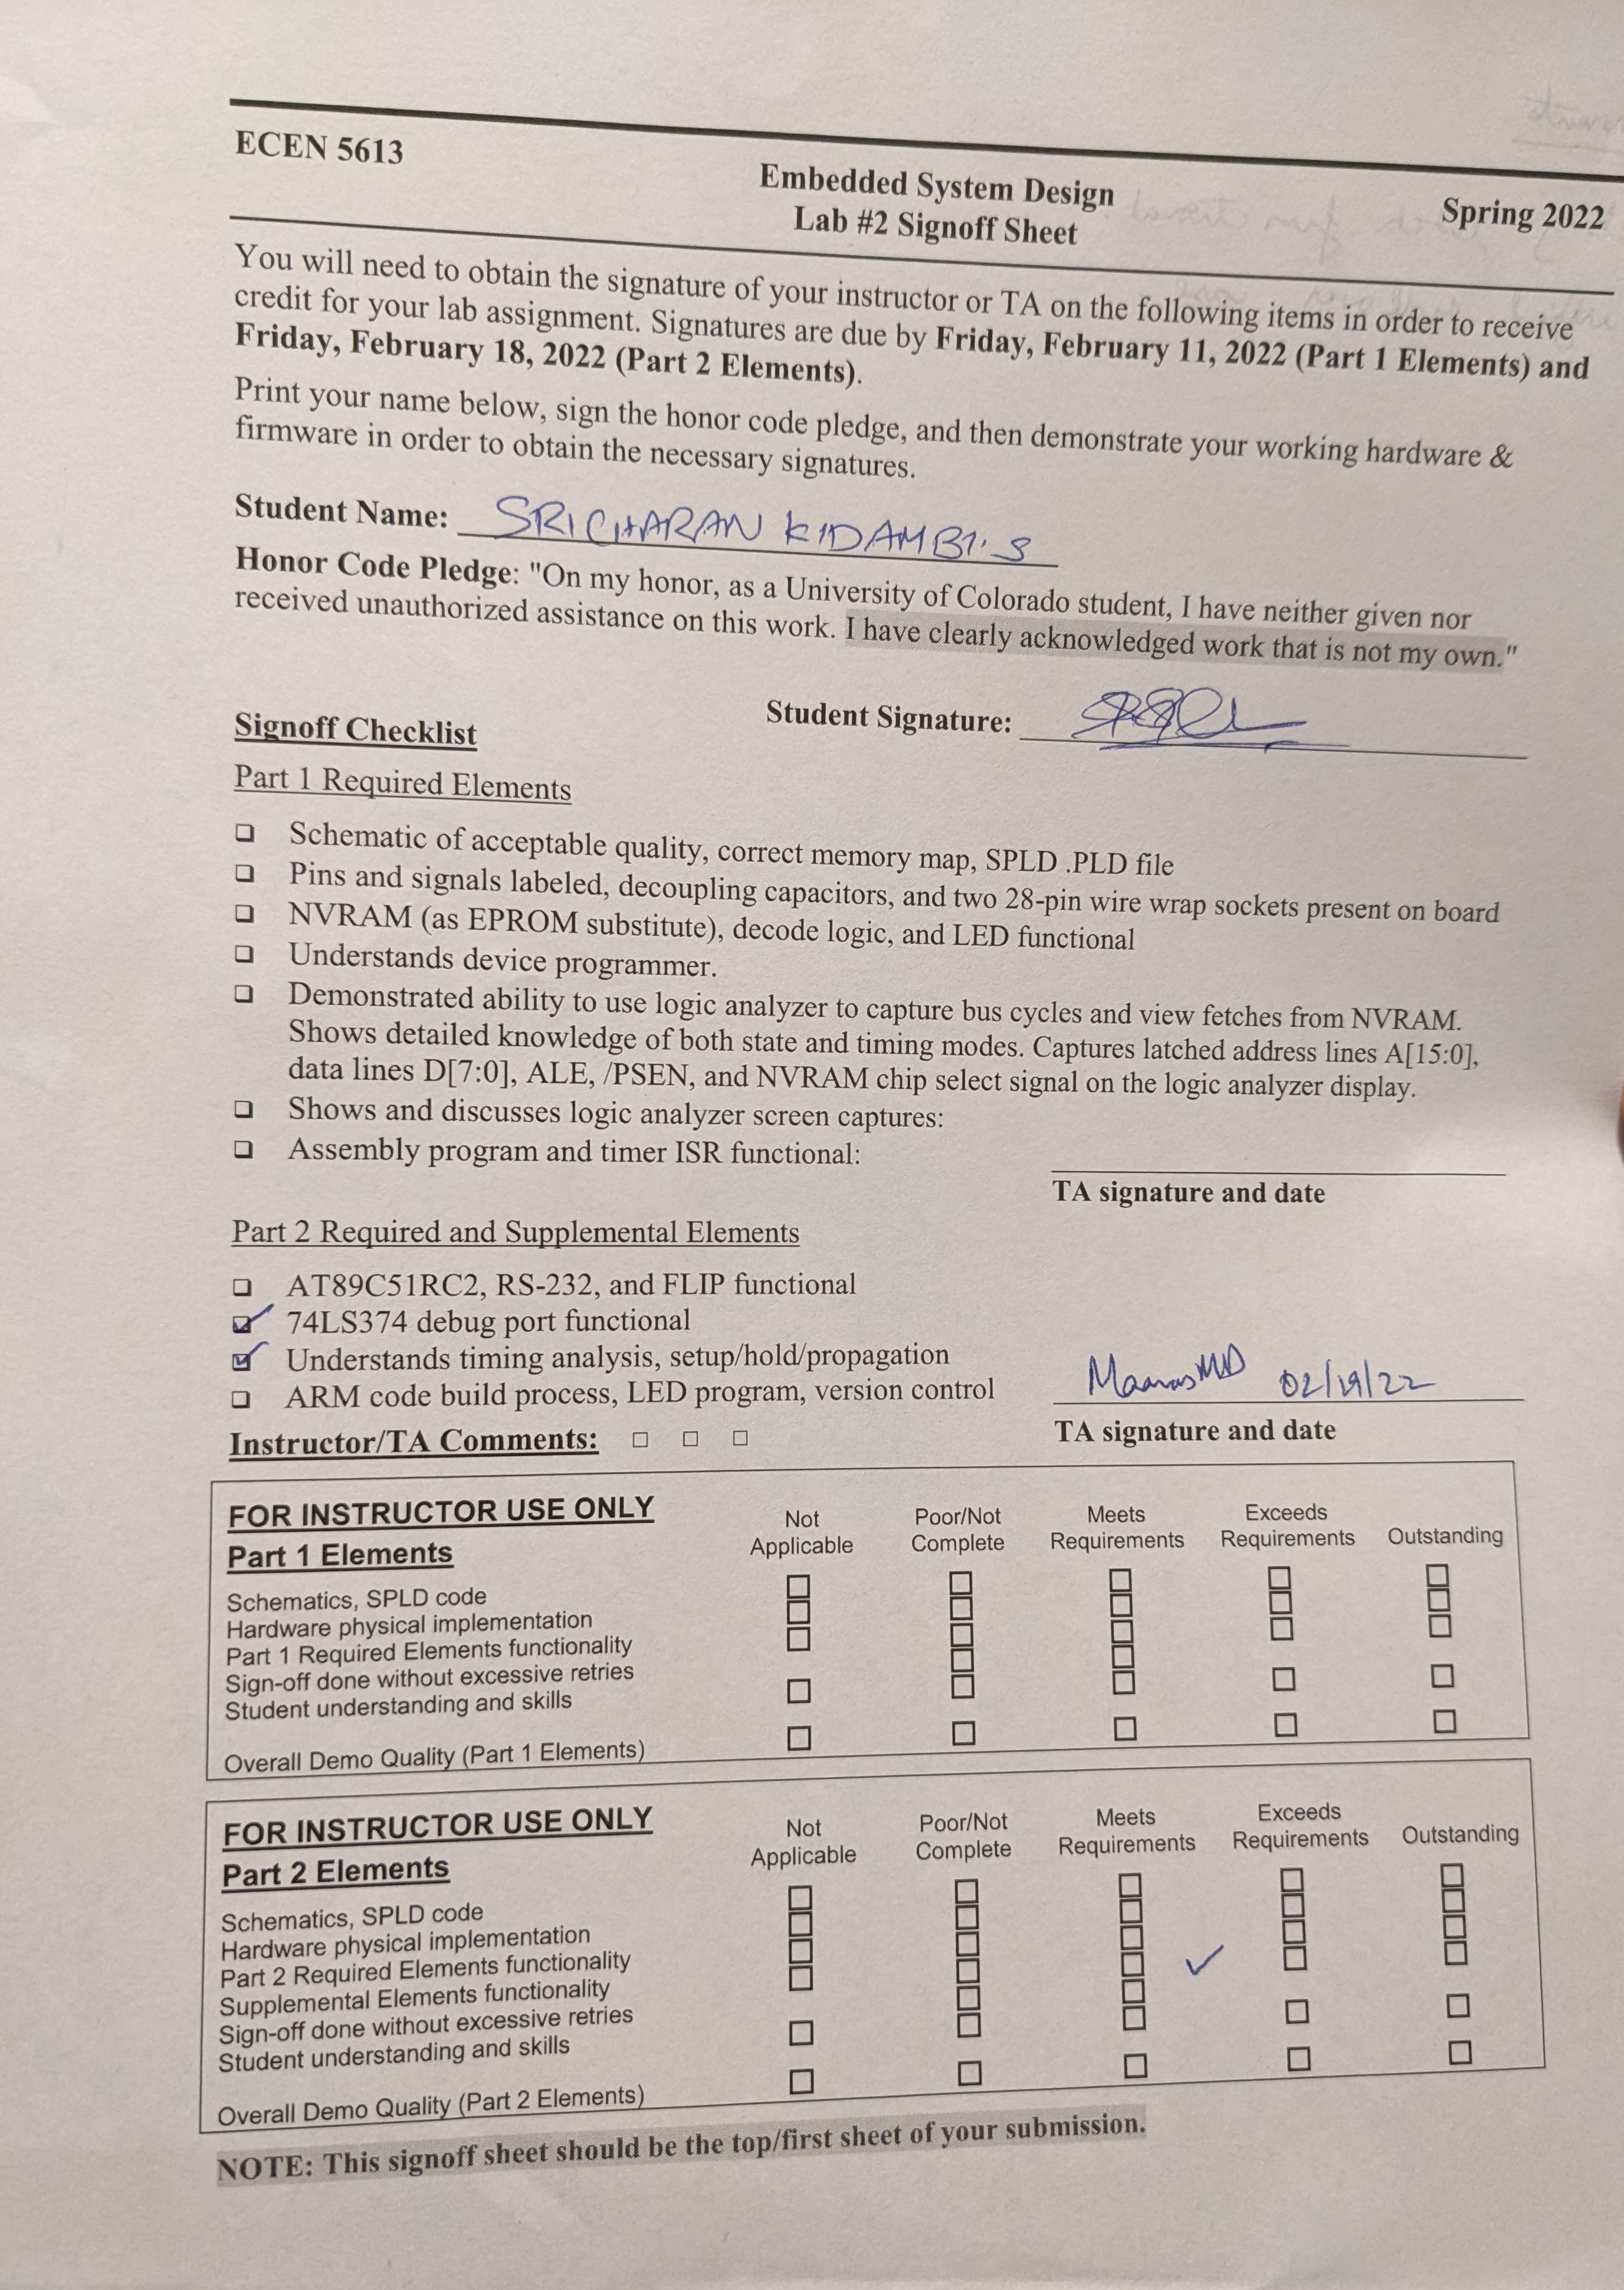 ECEN 5613
Embedded System Design
Lab #2 Signoff Sheet
Spring 2022
You will need to obtain the signature of your instructor or TA on the following items in order to receive
credit for your lab assignment. Signatures are due by Friday, February 11, 2022 (Part 1 Elements) and
Friday, February 18, 2022 (Part 2 Elements).
Print your name below, sign the honor code pledge, and then demonstrate your working hardware &
firmware in order to obtain the necessary signatures.
Student Name: SRICHARAN KIDAMBI.S
Honor Code Pledge: "On my honor, as a University of Colorado student, I have neither given nor
received unauthorized assistance on this work. I have clearly acknowledged work that is not my own."
Student Signature:
Signoff Checklist
Part 1 Required Elements
Schematic of acceptable quality, correct memory map, SPLD .PLD file
Pins and signals labeled, decoupling capacitors, and two 28-pin wire wrap sockets present on board
NVRAM (as EPROM substitute), decode logic, and LED functional
Understands device programmer.
Demonstrated ability to use logic analyzer to capture bus cycles and view fetches from NVRAM.
Shows detailed knowledge of both state and timing modes. Captures latched address lines A[15:0],
data lines D[7:0], ALE, /PSEN, and NVRAM chip select signal on the logic analyzer display.
Shows and discusses logic analyzer screen captures:
Assembly program and timer ISR functional:
TA signature and date
Part 2 Required and Supplemental Elements
AT89C51RC2, RS-232, and FLIP functional
74LS374 debug port functional
Understands timing analysis, setup/hold/propagation
ARM code build process, LED program, version control
02/19/22
TA signature and date
Instructor/TA Comments:
FOR INSTRUCTOR USE ONLY
Part 1 Elements
Not Applicable
Poor/Not Complete
Meets Requirements
Exceeds Requirements
Outstanding
Schematics, SPLD code
Hardware physical implementation
Part 1 Required Elements functionality
Sign-off done without excessive retries
Student understanding and skills
Overall Demo Quality (Part 1 Elements)
FOR INSTRUCTOR USE ONLY
Part 2 Elements
Not Applicable
Poor/Not Complete
Meets Requirements
Exceeds Requirements
Outstanding
Schematics, SPLD code
Hardware physical implementation
Part 2 Required Elements functionality
Supplemental Elements functionality
Sign-off done without excessive retries
Student understanding and skills
Overall Demo Quality (Part 2 Elements)
NOTE: This signoff sheet should be the top/first sheet of your submission.